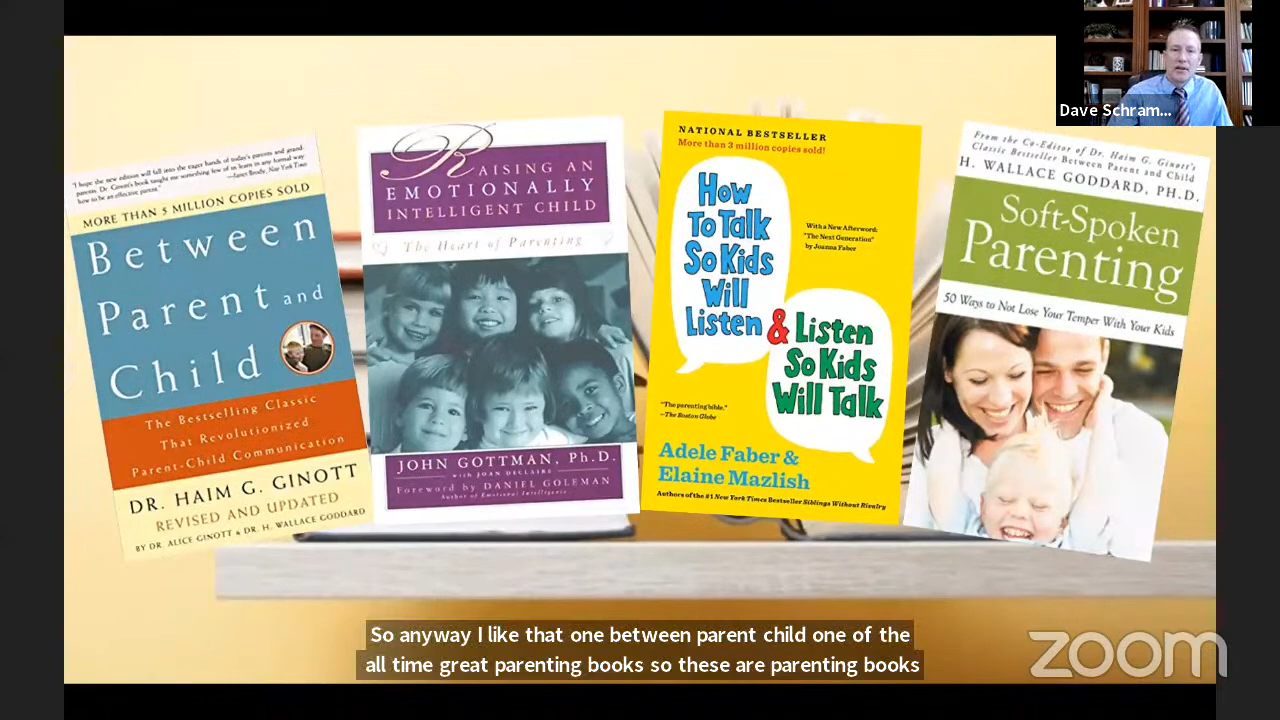 Dave Schram...
"I hope the new edition will fall into the eager hands of today's parents and grand-
parents. Dr. Ginott's book taught me something few of us learn in any formal way:
how to be an effective parent."
—Janet Brody, New York Times
MORE THAN 5 MILLION COPIES SOLD
Between
Parent and
Child
The Bestselling Classic
That Revolutionized
Parent-Child Communication
DR. HAIM G. GINOTT
REVISED AND UPDATED
BY DR. ALICE GINOTT & DR. H. WALLACE GODDARD
RAISING AN
EMOTIONALLY
INTELLIGENT CHILD
The Heart of Parenting
JOHN GOTTMAN, Ph.D.
with JOAN DECLAIRE
Foreword by DANIEL GOLEMAN
Author of Emotional Intelligence
NATIONAL BESTSELLER
More than 3 million copies sold!
How
To Talk
So Kids
Will
Listen
& Listen
So Kids
Will Talk
With a New Afterword:
"The Next Generation"
by Joanna Faber
"The parenting bible."
—The Boston Globe
Adele Faber &
Elaine Mazlish
Authors of the #1 New York Times Bestseller Siblings Without Rivalry
From the Co-Editor of Dr. Haim G. Ginott's
Classic Bestseller Between Parent and Child
H. WALLACE GODDARD, PH.D.
Soft-Spoken
Parenting
50 Ways to Not Lose Your Temper With Your Kids
So anyway I like that one between parent child one of the
all time great parenting books so these are parenting books
zoom